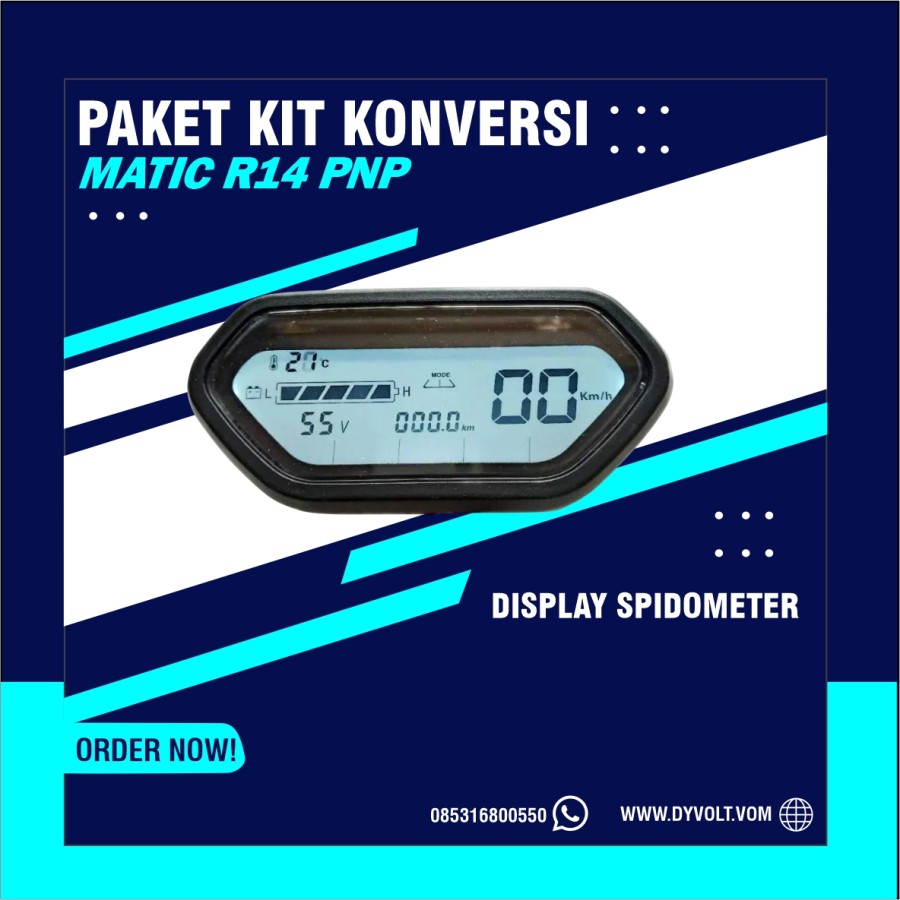 PAKET KIT KONVERSI
MATIC R14 PNP
27°C
MODE
L H
00 Km/h
55 V
000.0 km
DISPLAY SPIDOMETER
ORDER NOW!
085316800550
WWW.DYVOLT.VOM